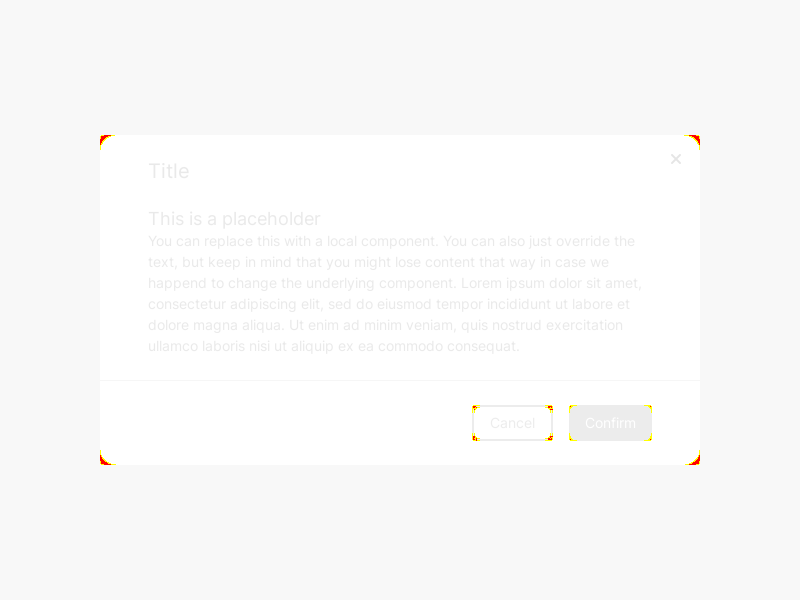 Title
This is a placeholder
You can replace this with a local component. You can also just override the
text, but keep in mind that you might lose content that way in case we
happend to change the underlying component. Lorem ipsum dolor sit amet,
consectetur adipiscing elit, sed do eiusmod tempor incididunt ut labore et
dolore magna aliqua. Ut enim ad minim veniam, quis nostrud exercitation
ullamco laboris nisi ut aliquip ex ea commodo consequat.
Cancel
Confirm